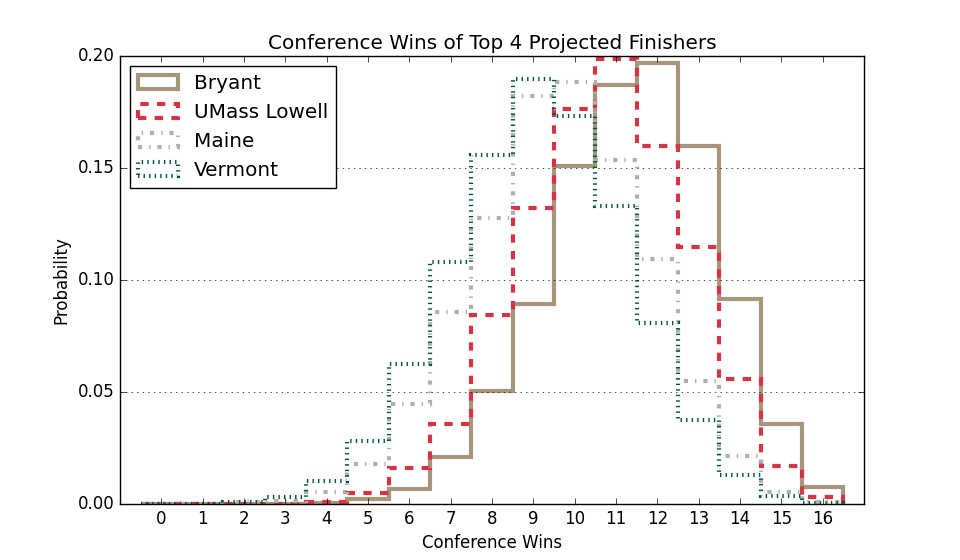 Conference Wins of Top 4 Projected Finishers
0.20
0.15
0.10
0.05
0.00
Probability
Bryant
UMass Lowell
Maine
Vermont
0 1 2 3 4 5 6 7 8 9 10 11 12 13 14 15 16
Conference Wins